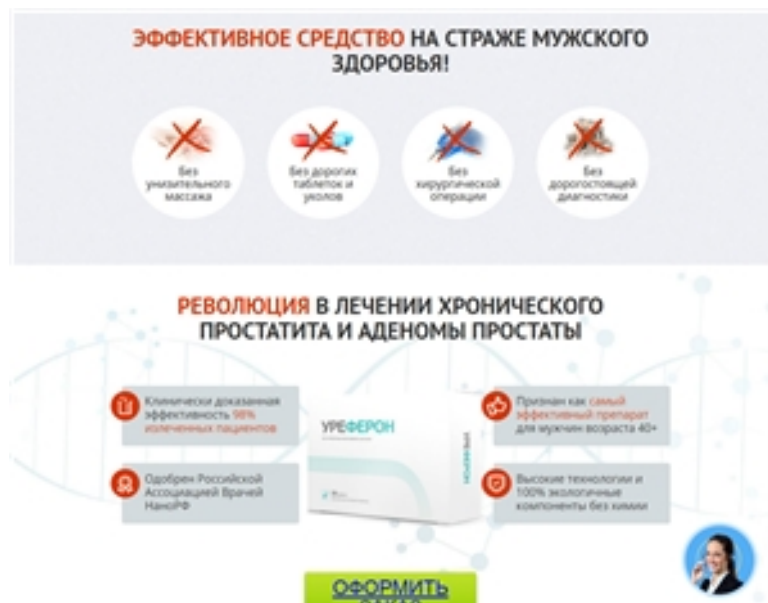 ЭФФЕКТИВНОЕ СРЕДСТВО НА СТРАЖЕ МУЖСКОГО
ЗДОРОВЬЯ!
Без
унизительного
массажа
Без дорогих
таблеток и
уколов
Без
хирургической
операции
Без
дорогостоящей
диагностики
РЕВОЛЮЦИЯ В ЛЕЧЕНИИ ХРОНИЧЕСКОГО
ПРОСТАТИТА И АДЕНОМЫ ПРОСТАТЫ
Клинически доказанная
эффективность 98%
излеченных пациентов
Одобрен Российской
Ассоциацией Врачей
НаноРФ
УРЕФЕРОН
УРЕФЕРОН
Признан как самый
эффективный препарат
для мужчин возраста 40+
Высокие технологии и
100% экологичные
компоненты без химии
ОФОРМИТЬ